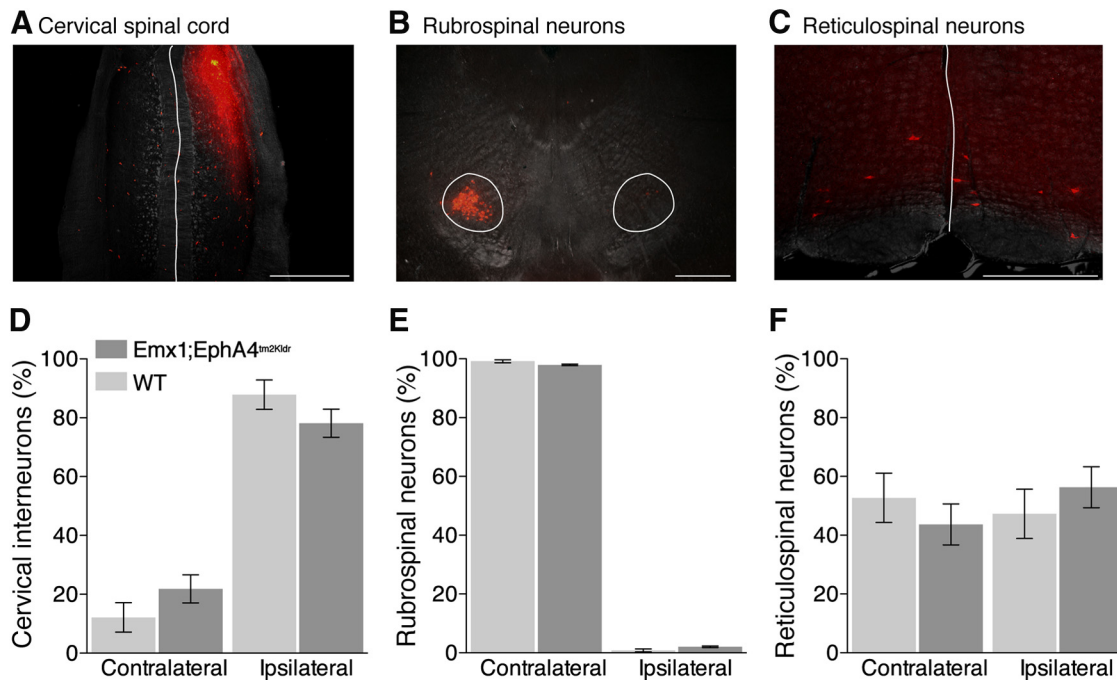 A Cervical spinal cord
B Rubrospinal neurons
C Reticulospinal neurons
D
Cervical interneurons (%)
100
80
60
40
20
0
Emx1;EphA4tm2Kldr
WT
Contralateral
Ipsilateral
E
Rubrospinal neurons (%)
100
80
60
40
20
0
Contralateral
Ipsilateral
F
Reticulospinal neurons (%)
100
80
60
40
20
0
Contralateral
Ipsilateral